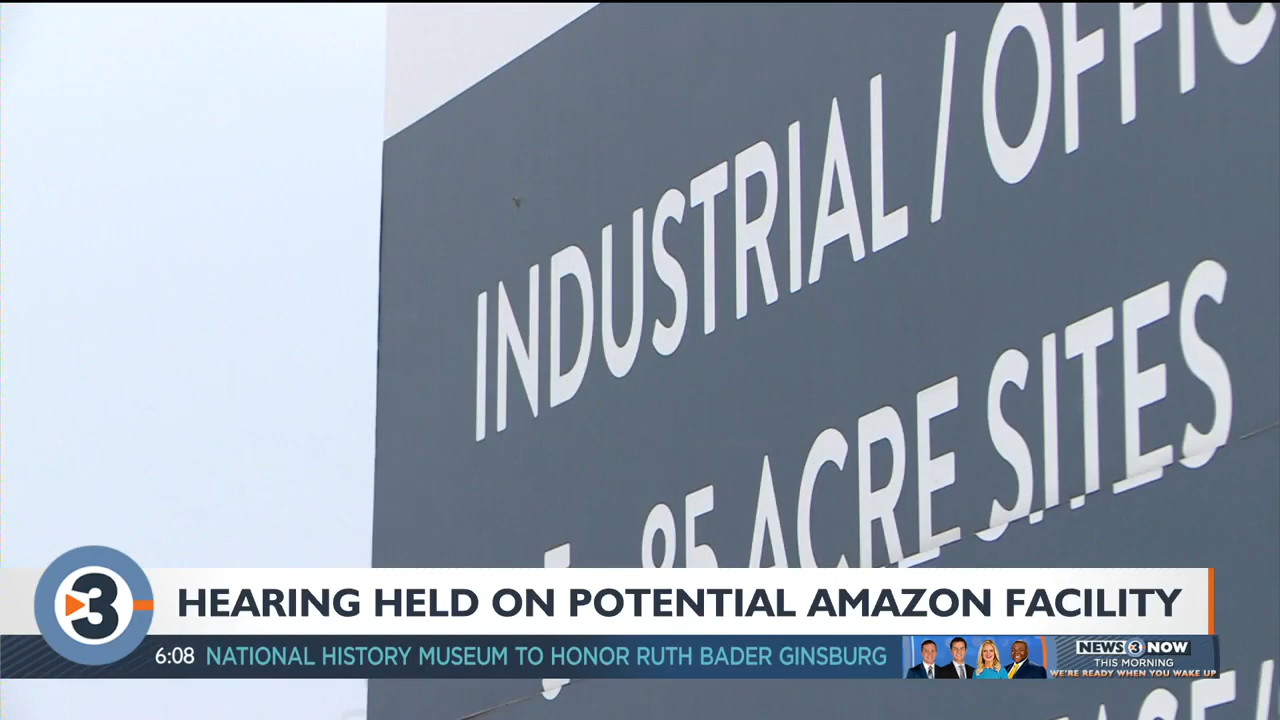 INDUSTRIAL / OFFIC
85 ACRE SITES
3
HEARING HELD ON POTENTIAL AMAZON FACILITY
6:08 NATIONAL HISTORY MUSEUM TO HONOR RUTH BADER GINSBURG
NEWS 3 NOW
THIS MORNING
WE'RE READY WHEN YOU WAKE UP